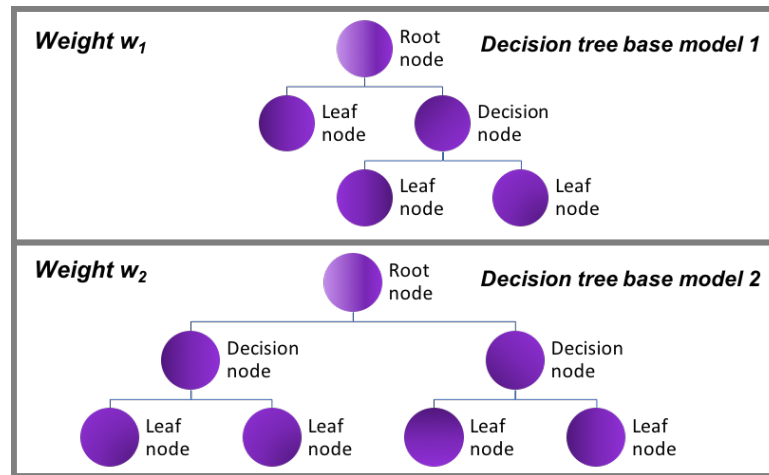 Weight w1
Decision tree base model 1
Root
node
Leaf
node
Decision
node
Leaf
node
Leaf
node
Weight w2
Decision tree base model 2
Root
node
Decision
node
Decision
node
Leaf
node
Leaf
node
Leaf
node
Leaf
node